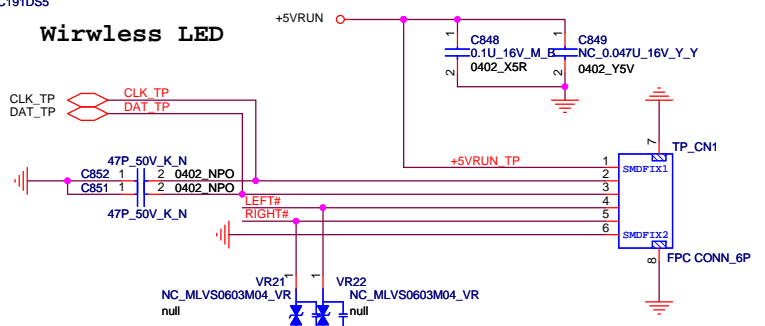 C191DS5
Wirwless LED
+5VRUN
1
C848
0.1U_16V_M_B
0402_X5R
2
1
C849
NC_0.047U_16V_Y_Y
0402_Y5V
2
CLK_TP
CLK_TP
DAT_TP
DAT_TP
47P_50V_K_N
C852 1 2 0402_NPO
C851 1 2 0402_NPO
47P_50V_K_N
+5VRUN_TP
LEFT#
RIGHT#
1
2
3
4
5
6
7
TP_CN1
SMDFIX1
SMDFIX2
8
FPC CONN_6P
VR21 1
NC_MLVS0603M04_VR
null
1 VR22
NC_MLVS0603M04_VR
null